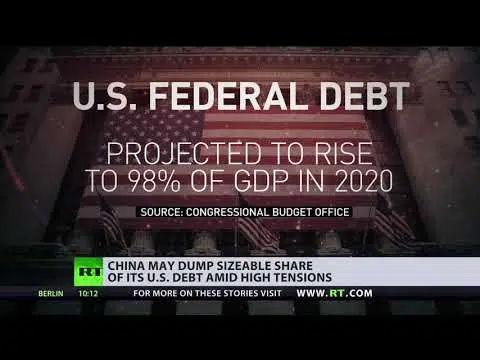 U.S. FEDERAL DEBT
PROJECTED TO RISE
TO 98% OF GDP IN 2020
SOURCE: CONGRESSIONAL BUDGET OFFICE
RT
CHINA MAY DUMP SIZEABLE SHARE
OF ITS U.S. DEBT AMID HIGH TENSIONS
BERLIN 10:12 FOR MORE ON THESE STORIES VISIT WWW.RT.COM